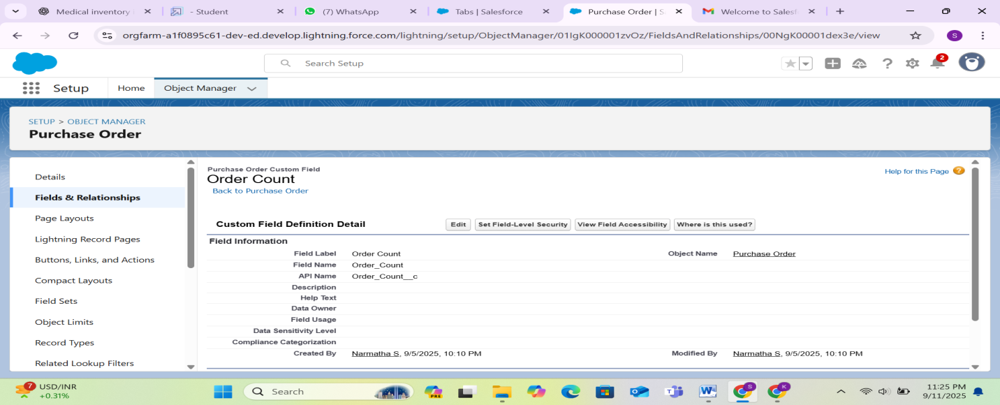 Medical inventory
- Student
(7) WhatsApp
Tabs | Salesforce
Purchase Order | S
Welcome to Salesf
orgfarm-a1f0895c61-dev-ed.develop.lightning.force.com/lightning/setup/ObjectManager/01IgK000001zvOz/FieldsAndRelationships/00NgK00001dex3e/view
S
Search Setup
2
Setup
Home
Object Manager
SETUP > OBJECT MANAGER
Purchase Order
Details
Fields & Relationships
Page Layouts
Lightning Record Pages
Buttons, Links, and Actions
Compact Layouts
Field Sets
Object Limits
Record Types
Related Lookup Filters
Purchase Order Custom Field
Order Count
Back to Purchase Order
Help for this Page
Custom Field Definition Detail
Edit
Set Field-Level Security
View Field Accessibility
Where is this used?
Field Information
Field Label Order Count Object Name Purchase Order
Field Name Order_Count
API Name Order_Count__c
Description
Help Text
Data Owner
Field Usage
Data Sensitivity Level
Compliance Categorization
Created By Narmatha S, 9/5/2025, 10:10 PM Modified By Narmatha S, 9/5/2025, 10:10 PM
7
USD/INR
+0.31%
Search
PRE
S
K
11:25 PM
9/11/2025